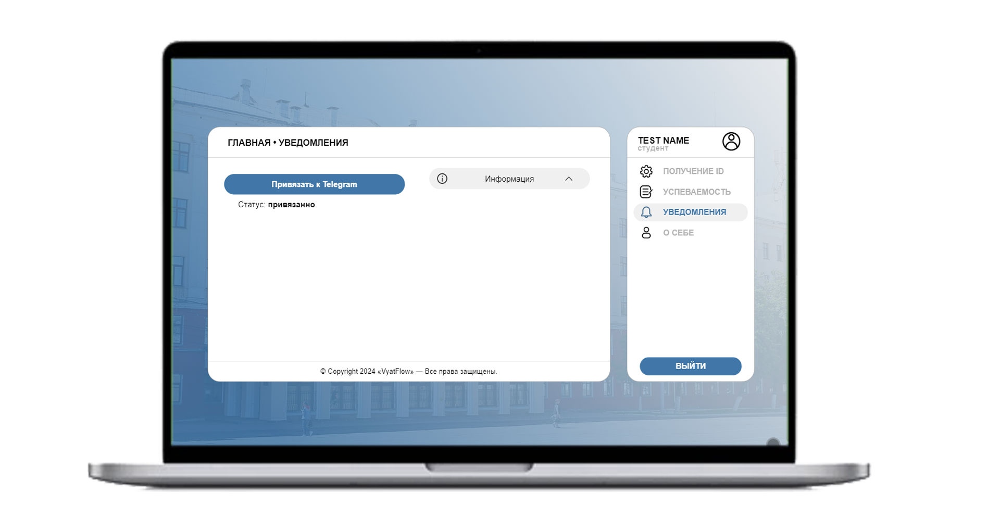 ГЛАВНАЯ • УВЕДОМЛЕНИЯ
Привязать к Telegram
Статус: привязанно
Информация
© Copyright 2024 «VyatFlow» — Все права защищены.
TEST NAME
студент
ПОЛУЧЕНИЕ ID
УСПЕВАЕМОСТЬ
УВЕДОМЛЕНИЯ
О СЕБЕ
ВЫЙТИ